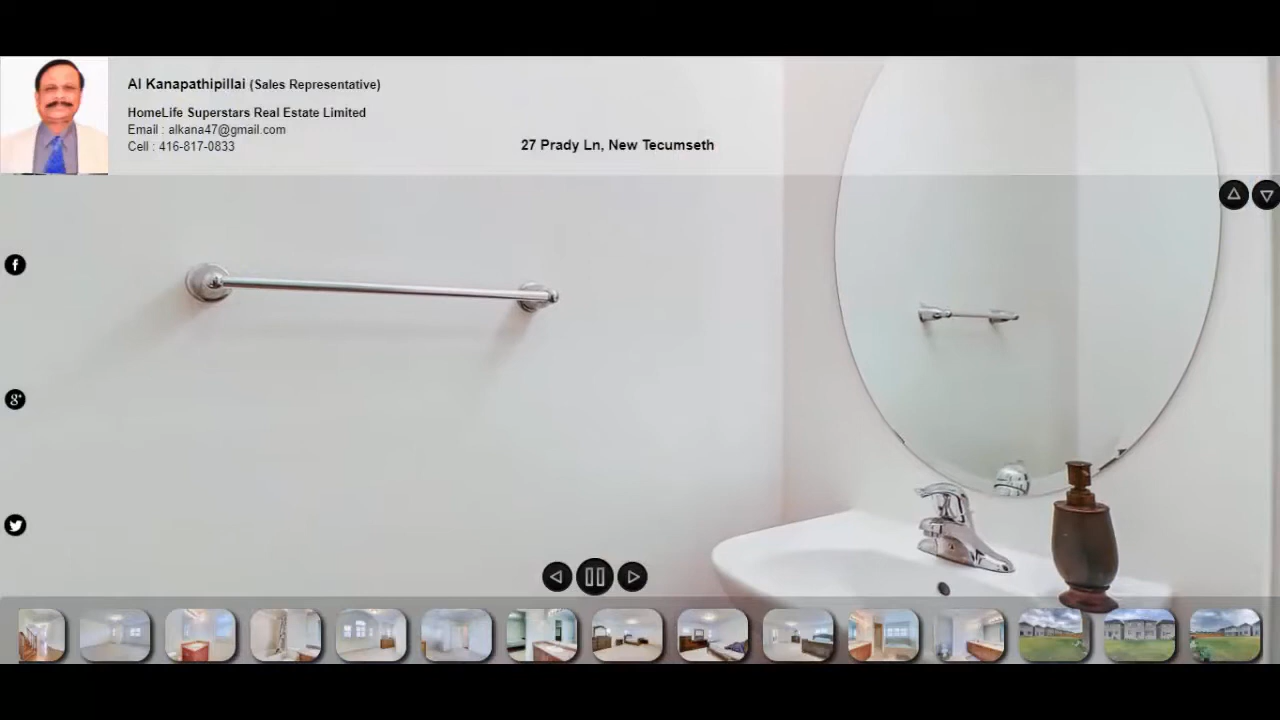 Al Kanapathipillai (Sales Representative)
HomeLife Superstars Real Estate Limited
Email : alkana47@gmail.com
Cell : 416-817-0833
27 Prady Ln, New Tecumseth